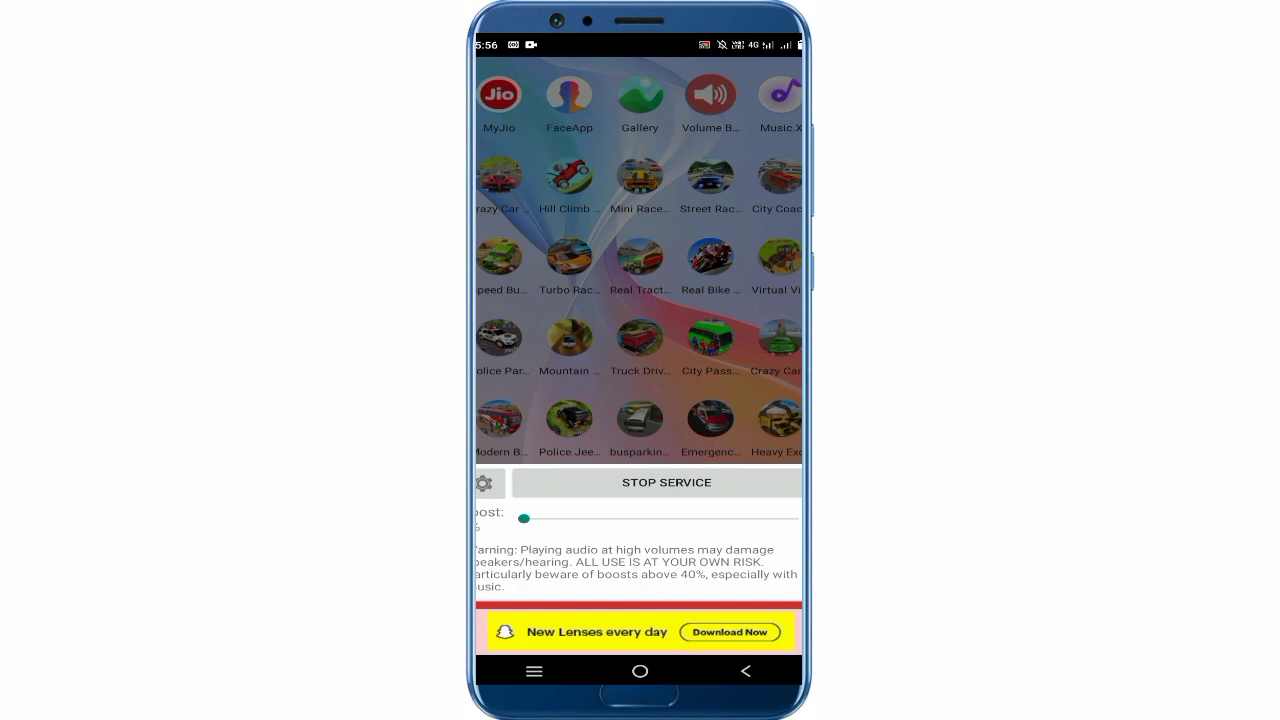 5:56
4G
Jio
MyJio
FaceApp
Gallery
Volume B...
Music.X
razy Car ...
Hill Climb ...
Mini Race...
Street Rac...
City Coac
peed Bu...
Turbo Rac...
Real Tract...
Real Bike ...
Virtual Vi
olice Par...
Mountain ...
Truck Driv...
City Pass...
Crazy Car
Modern B...
Police Jee...
busparkin...
Emergenc...
Heavy Exc
STOP SERVICE
oost:
%
arning: Playing audio at high volumes may damage
peakers/hearing. ALL USE IS AT YOUR OWN RISK.
articularly beware of boosts above 40%, especially with
usic.
New Lenses every day
Download Now